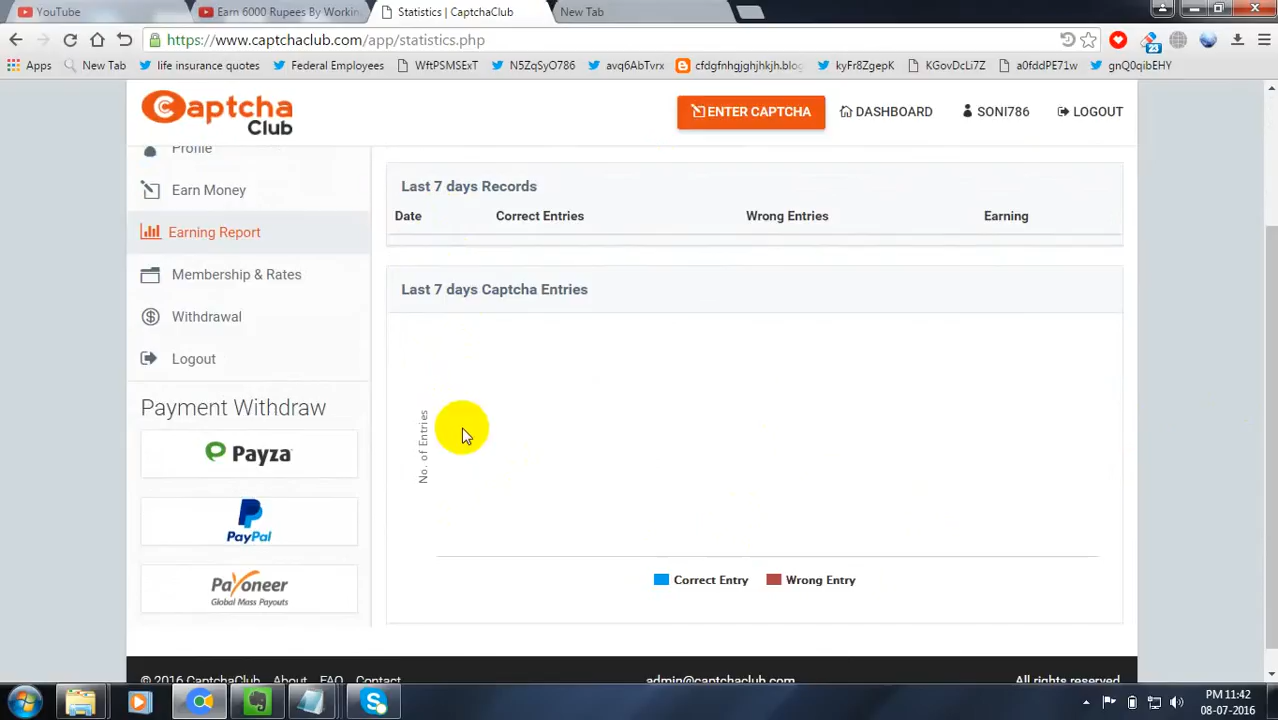 YouTube
Earn 6000 Rupees By Workin
Statistics | CaptchaClub
New Tab
https://www.captchaclub.com/app/statistics.php
23
Apps
New Tab
life insurance quotes
Federal Employees
WftPSMSExT
N5ZqSyO786
avq6AbTvrx
cfdgfnhgjghjhkjh.blog
kyFr8ZgepK
KGovDcLi7Z
a0fddPE71w
gnQ0qibEHY
Captcha
Club
ENTER CAPTCHA
DASHBOARD
SONI786
LOGOUT
Profile
Earn Money
Earning Report
Membership & Rates
Withdrawal
Logout
Payment Withdraw
Payza
PayPal
Payoneer
Global Mass Payouts
Last 7 days Records
Date Correct Entries Wrong Entries Earning
Last 7 days Captcha Entries
No. of Entries
Correct Entry
Wrong Entry
© 2016 CaptchaClub About FAQ Contact
admin@captchaclub.com
All rights reserved.
PM 11:42
08-07-2016